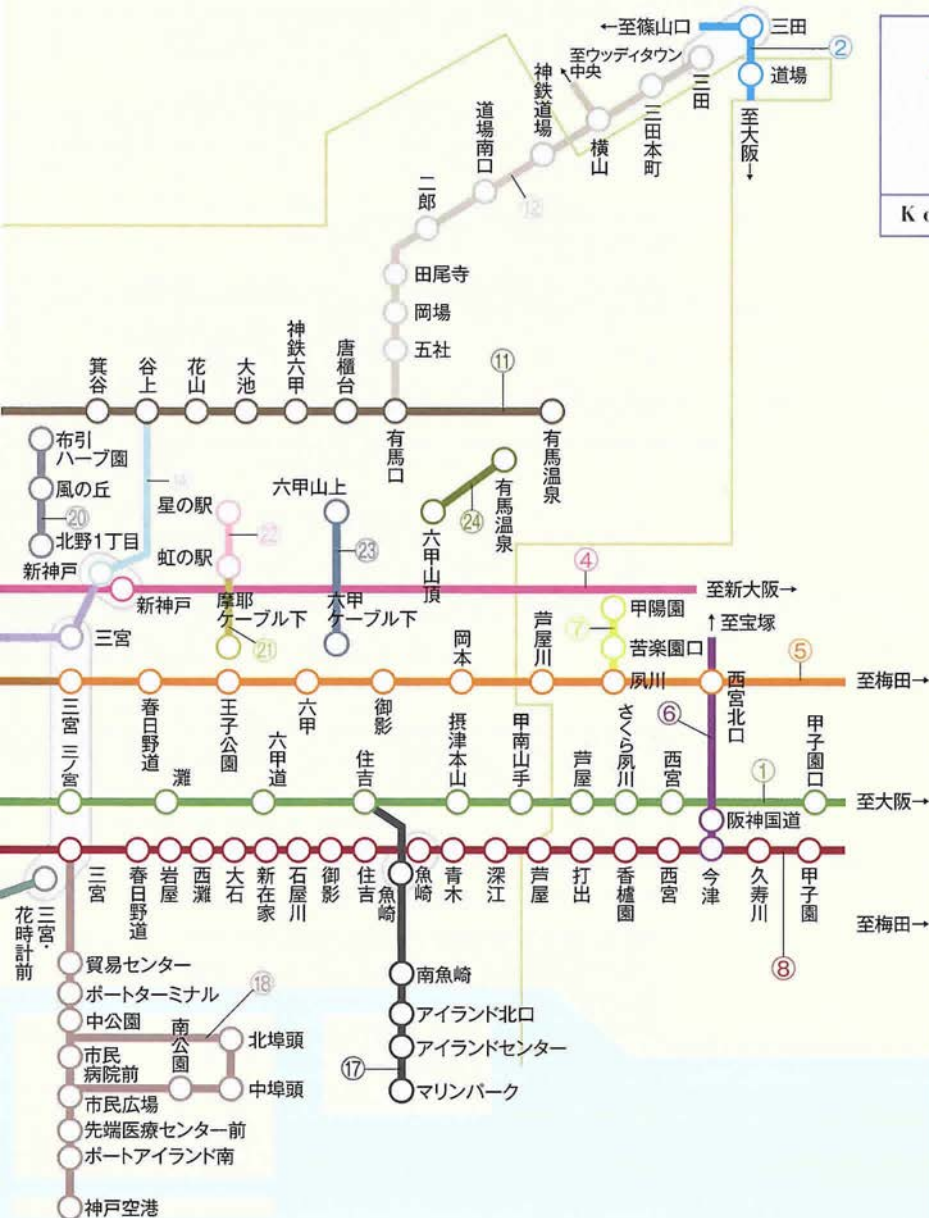 ←至篠山口
三田
②
道場
至大阪→
至ウッディタウン
中央
三田
三田本町
横山
神鉄道場
道場南口
⑫
二郎
田尾寺
岡場
五社
K o
箕谷
谷上
花山
大池
神鉄六甲
唐櫃台
有馬口
⑪
有馬温泉
布引
ハーブ園
風の丘
⑳
北野1丁目
星の駅
㉒
虹の駅
摩耶
ケーブル下
㉑
六甲山上
㉓
六甲
ケーブル下
有馬温泉
㉔
六甲山頂
新神戸
新神戸
④
至新大阪→
三宮
甲陽園
⑦
苦楽園口
↑至宝塚
三宮
春日野道
王子公園
六甲
御影
岡本
芦屋川
夙川
西宮北口
⑤
至梅田→
⑥
三ノ宮
灘
六甲道
住吉
摂津本山
甲南山手
芦屋
さくら夙川
西宮
①
甲子園口
至大阪→
阪神国道
三宮
春日野道
岩屋
西灘
大石
新在家
石屋川
御影
住吉
魚崎
魚崎
青木
深江
芦屋
打出
香櫨園
西宮
今津
久寿川
甲子園
至梅田→
⑧
三宮・
花時計前
貿易センター
ポートターミナル
中公園
⑱
南公園
北埠頭
市民
病院前
中埠頭
市民広場
先端医療センター前
ポートアイランド南
神戸空港
南魚崎
アイランド北口
アイランドセンター
⑰
マリンパーク